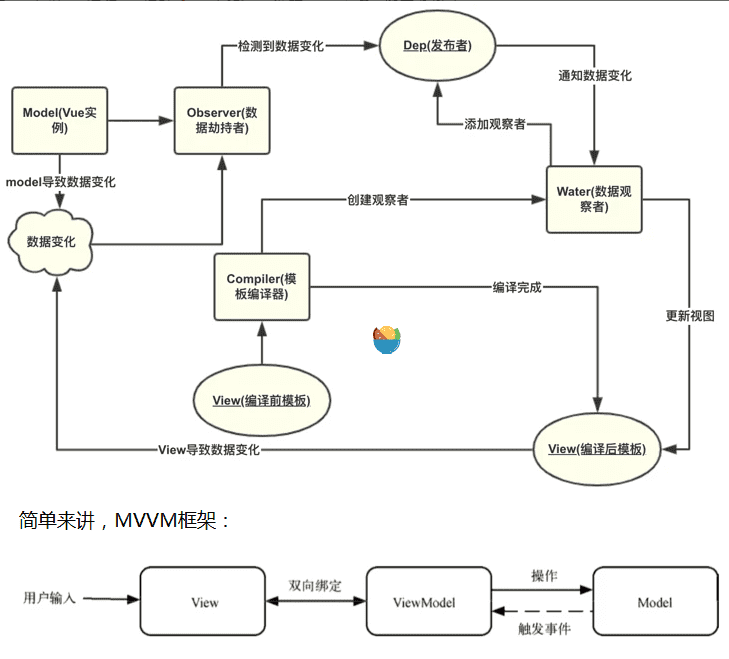 检测到数据变化
Dep(发布者)
通知数据变化
Model(Vue实
例)
Observer(数
据劫持者)
添加观察者
model导致数据变化
Water(数据观
察者)
创建观察者
数据变化
Compiler(模
板编译器)
编译完成
更新视图
View(编译前模板)
View导致数据变化
View(编译后模板)
简单来讲，MVVM框架：
用户输入
View
双向绑定
ViewModel
操作
触发事件
Model